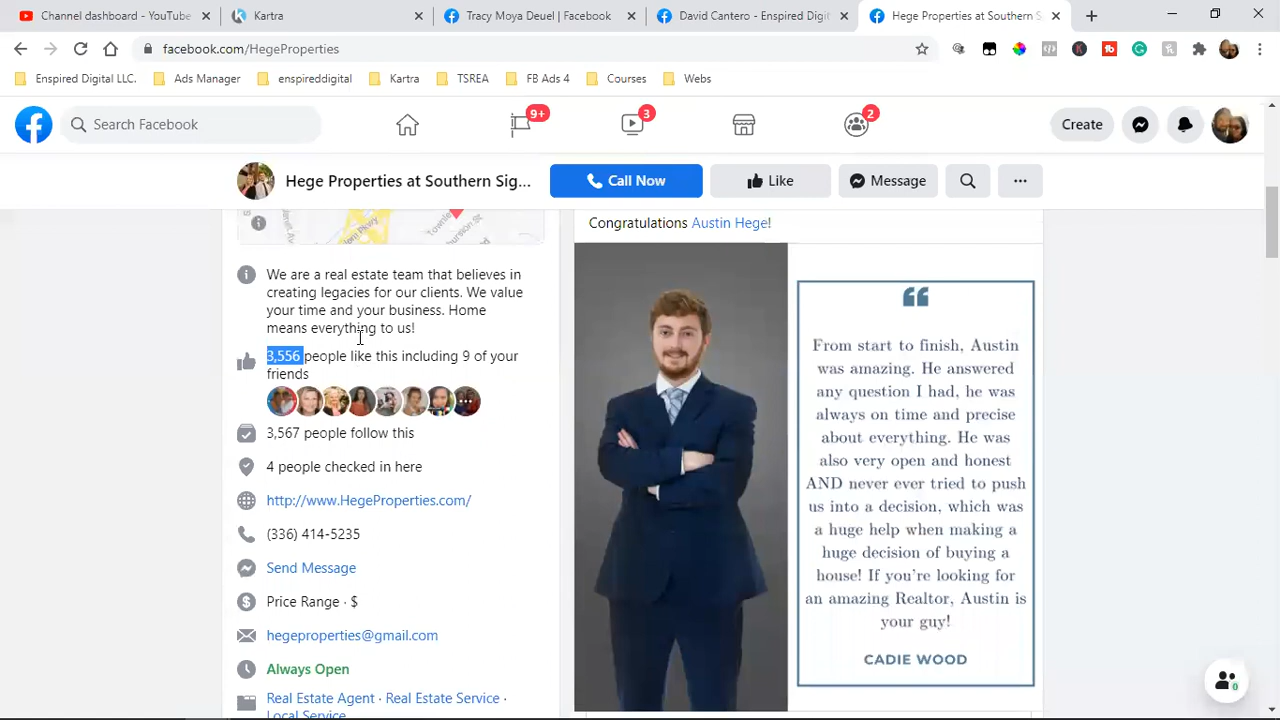 channel dashboard - YouTube
Kartra
Tracy Moya Deuel | Facebook
David Cantero - Enspired Digit
Hege Properties at Southern S
facebook.com/HegeProperties
Enspired Digital LLC.
Ads Manager
enspireddigital
Kartra
TSREA
FB Ads 4
Courses
Webs
Search Facebook
9+
3
2
Create
Hege Properties at Southern Sig...
Call Now
Like
Message
Congratulations Austin Hege!
We are a real estate team that believes in
creating legacies for our clients. We value
your time and your business. Home
means everything to us!
3,556 people like this including 9 of your
friends
3,567 people follow this
4 people checked in here
http://www.HegeProperties.com/
(336) 414-5235
Send Message
Price Range · $
hegeproperties@gmail.com
Always Open
Real Estate Agent · Real Estate Service ·
Local Service
From start to finish, Austin
was amazing. He answered
any question I had, he was
always on time and precise
about everything. He was
also very open and honest
AND never ever tried to push
us into a decision, which was
a huge help when making a
huge decision of buying a
house! If you're looking for
an amazing Realtor, Austin is
your guy!
CADIE WOOD